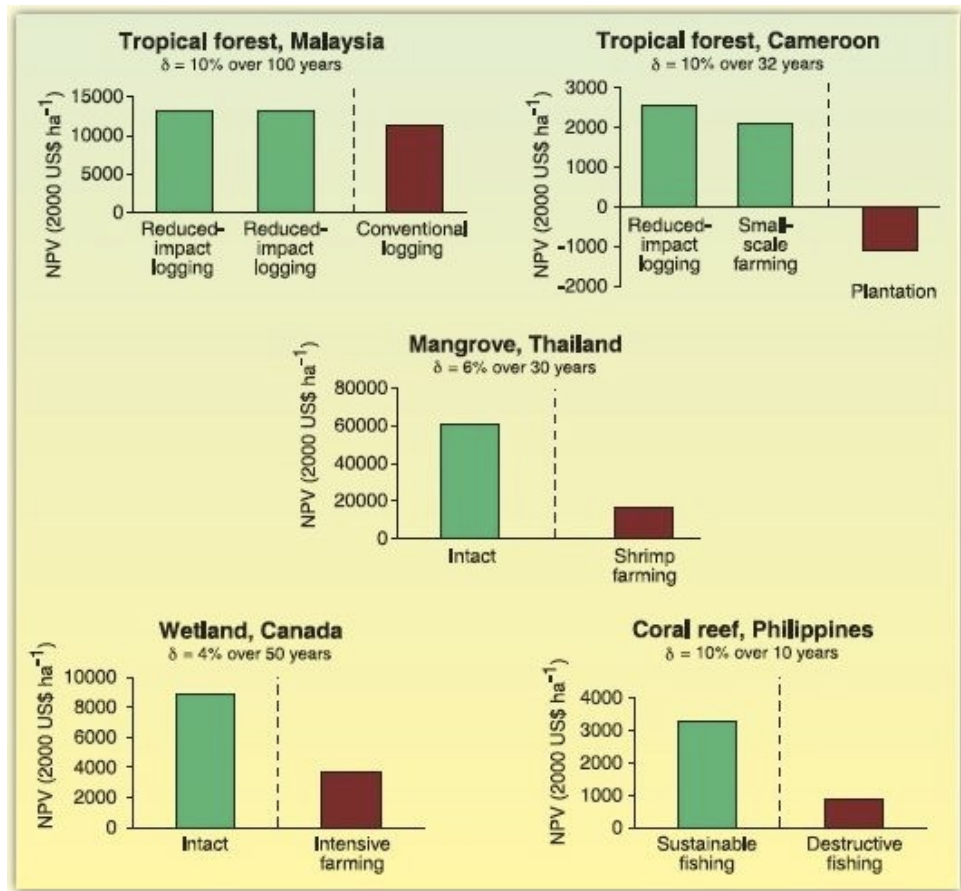 Tropical forest, Malaysia
δ = 10% over 100 years
NPV (2000 US$ ha⁻¹)
15000
10000
5000
0
Reduced-
impact
logging
Reduced-
impact
logging
Conventional
logging
Tropical forest, Cameroon
δ = 10% over 32 years
NPV (2000 US$ ha⁻¹)
3000
2000
1000
0
-1000
-2000
Reduced-
impact
logging
Small-
scale
farming
Plantation
Mangrove, Thailand
δ = 6% over 30 years
NPV (2000 US$ ha⁻¹)
80000
60000
40000
20000
0
Intact
Shrimp
farming
Wetland, Canada
δ = 4% over 50 years
NPV (2000 US$ ha⁻¹)
10000
8000
6000
4000
2000
0
Intact
Intensive
farming
Coral reef, Philippines
δ = 10% over 10 years
NPV (2000 US$ ha⁻¹)
4000
3000
2000
1000
0
Sustainable
fishing
Destructive
fishing